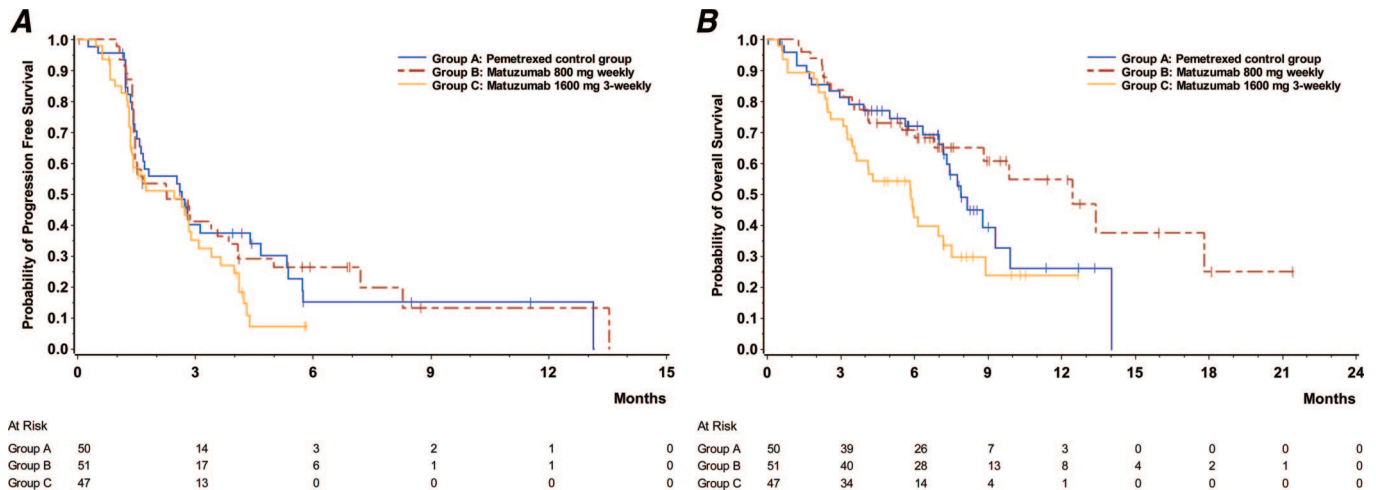 A
Group A: Pemetrexed control group
Group B: Matuzumab 800 mg weekly
Group C: Matuzumab 1600 mg 3-weekly
Probability of Progression Free Survival
1.0
0.9
0.8
0.7
0.6
0.5
0.4
0.3
0.2
0.1
0.0
0 3 6 9 12 15
Months
At Risk
Group A 50 14 3 2 1 0
Group B 51 17 6 1 1 0
Group C 47 13 0 0 0 0
B
Group A: Pemetrexed control group
Group B: Matuzumab 800 mg weekly
Group C: Matuzumab 1600 mg 3-weekly
Probability of Overall Survival
1.0
0.9
0.8
0.7
0.6
0.5
0.4
0.3
0.2
0.1
0.0
0 3 6 9 12 15 18 21 24
Months
At Risk
Group A 50 39 26 7 3 0 0 0 0
Group B 51 40 28 13 8 4 2 1 0
Group C 47 34 14 4 1 0 0 0 0